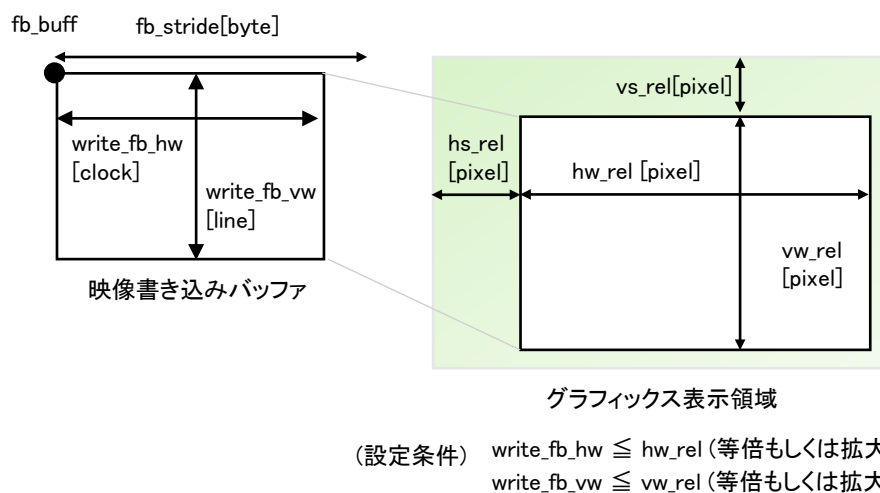 fb_buff
fb_stride[byte]
write_fb_hw
[clock]
write_fb_vw
[line]
映像書き込みバッファ
vs_rel[pixel]
hs_rel
[pixel]
hw_rel [pixel]
vw_rel
[pixel]
グラフィックス表示領域
(設定条件) write_fb_hw ≦ hw_rel (等倍もしくは拡大
write_fb_vw ≦ vw_rel (等倍もしくは拡大